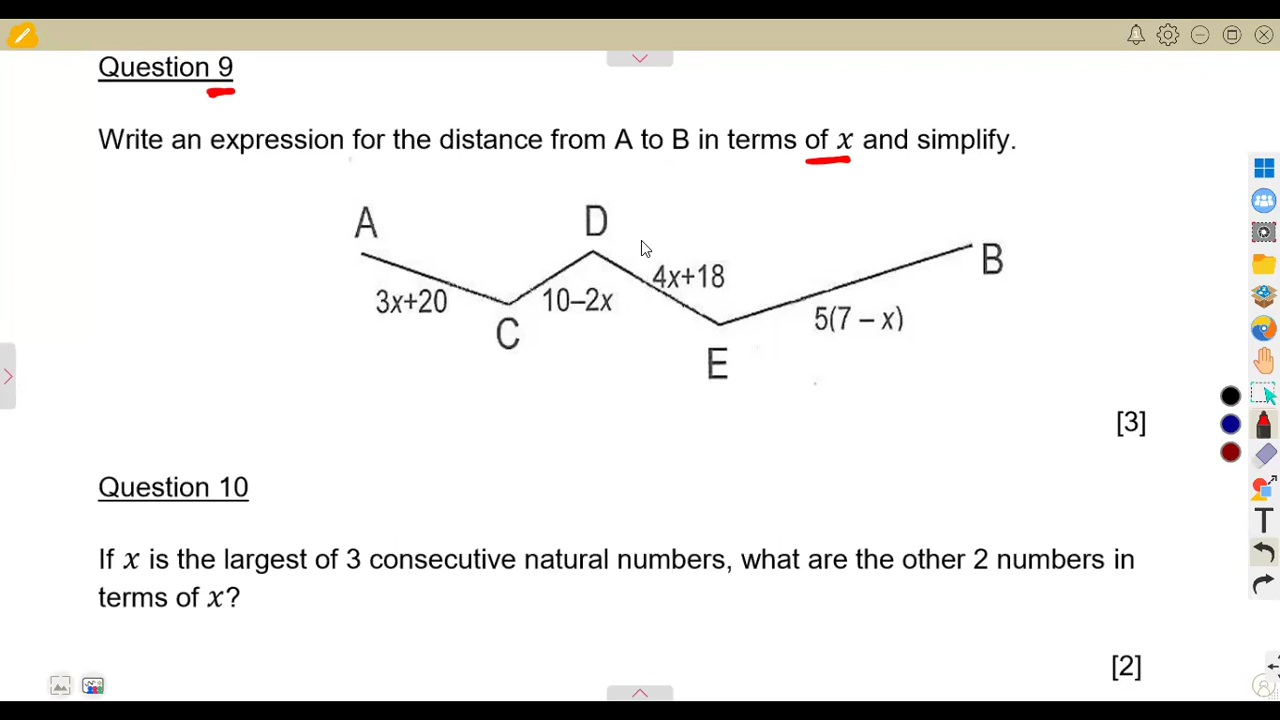 Question 9
Write an expression for the distance from A to B in terms of x and simplify.
A
D
B
4x+18
3x+20
10–2x
5(7 – x)
C
E
[3]
Question 10
If x is the largest of 3 consecutive natural numbers, what are the other 2 numbers in
terms of x?
[2]
T